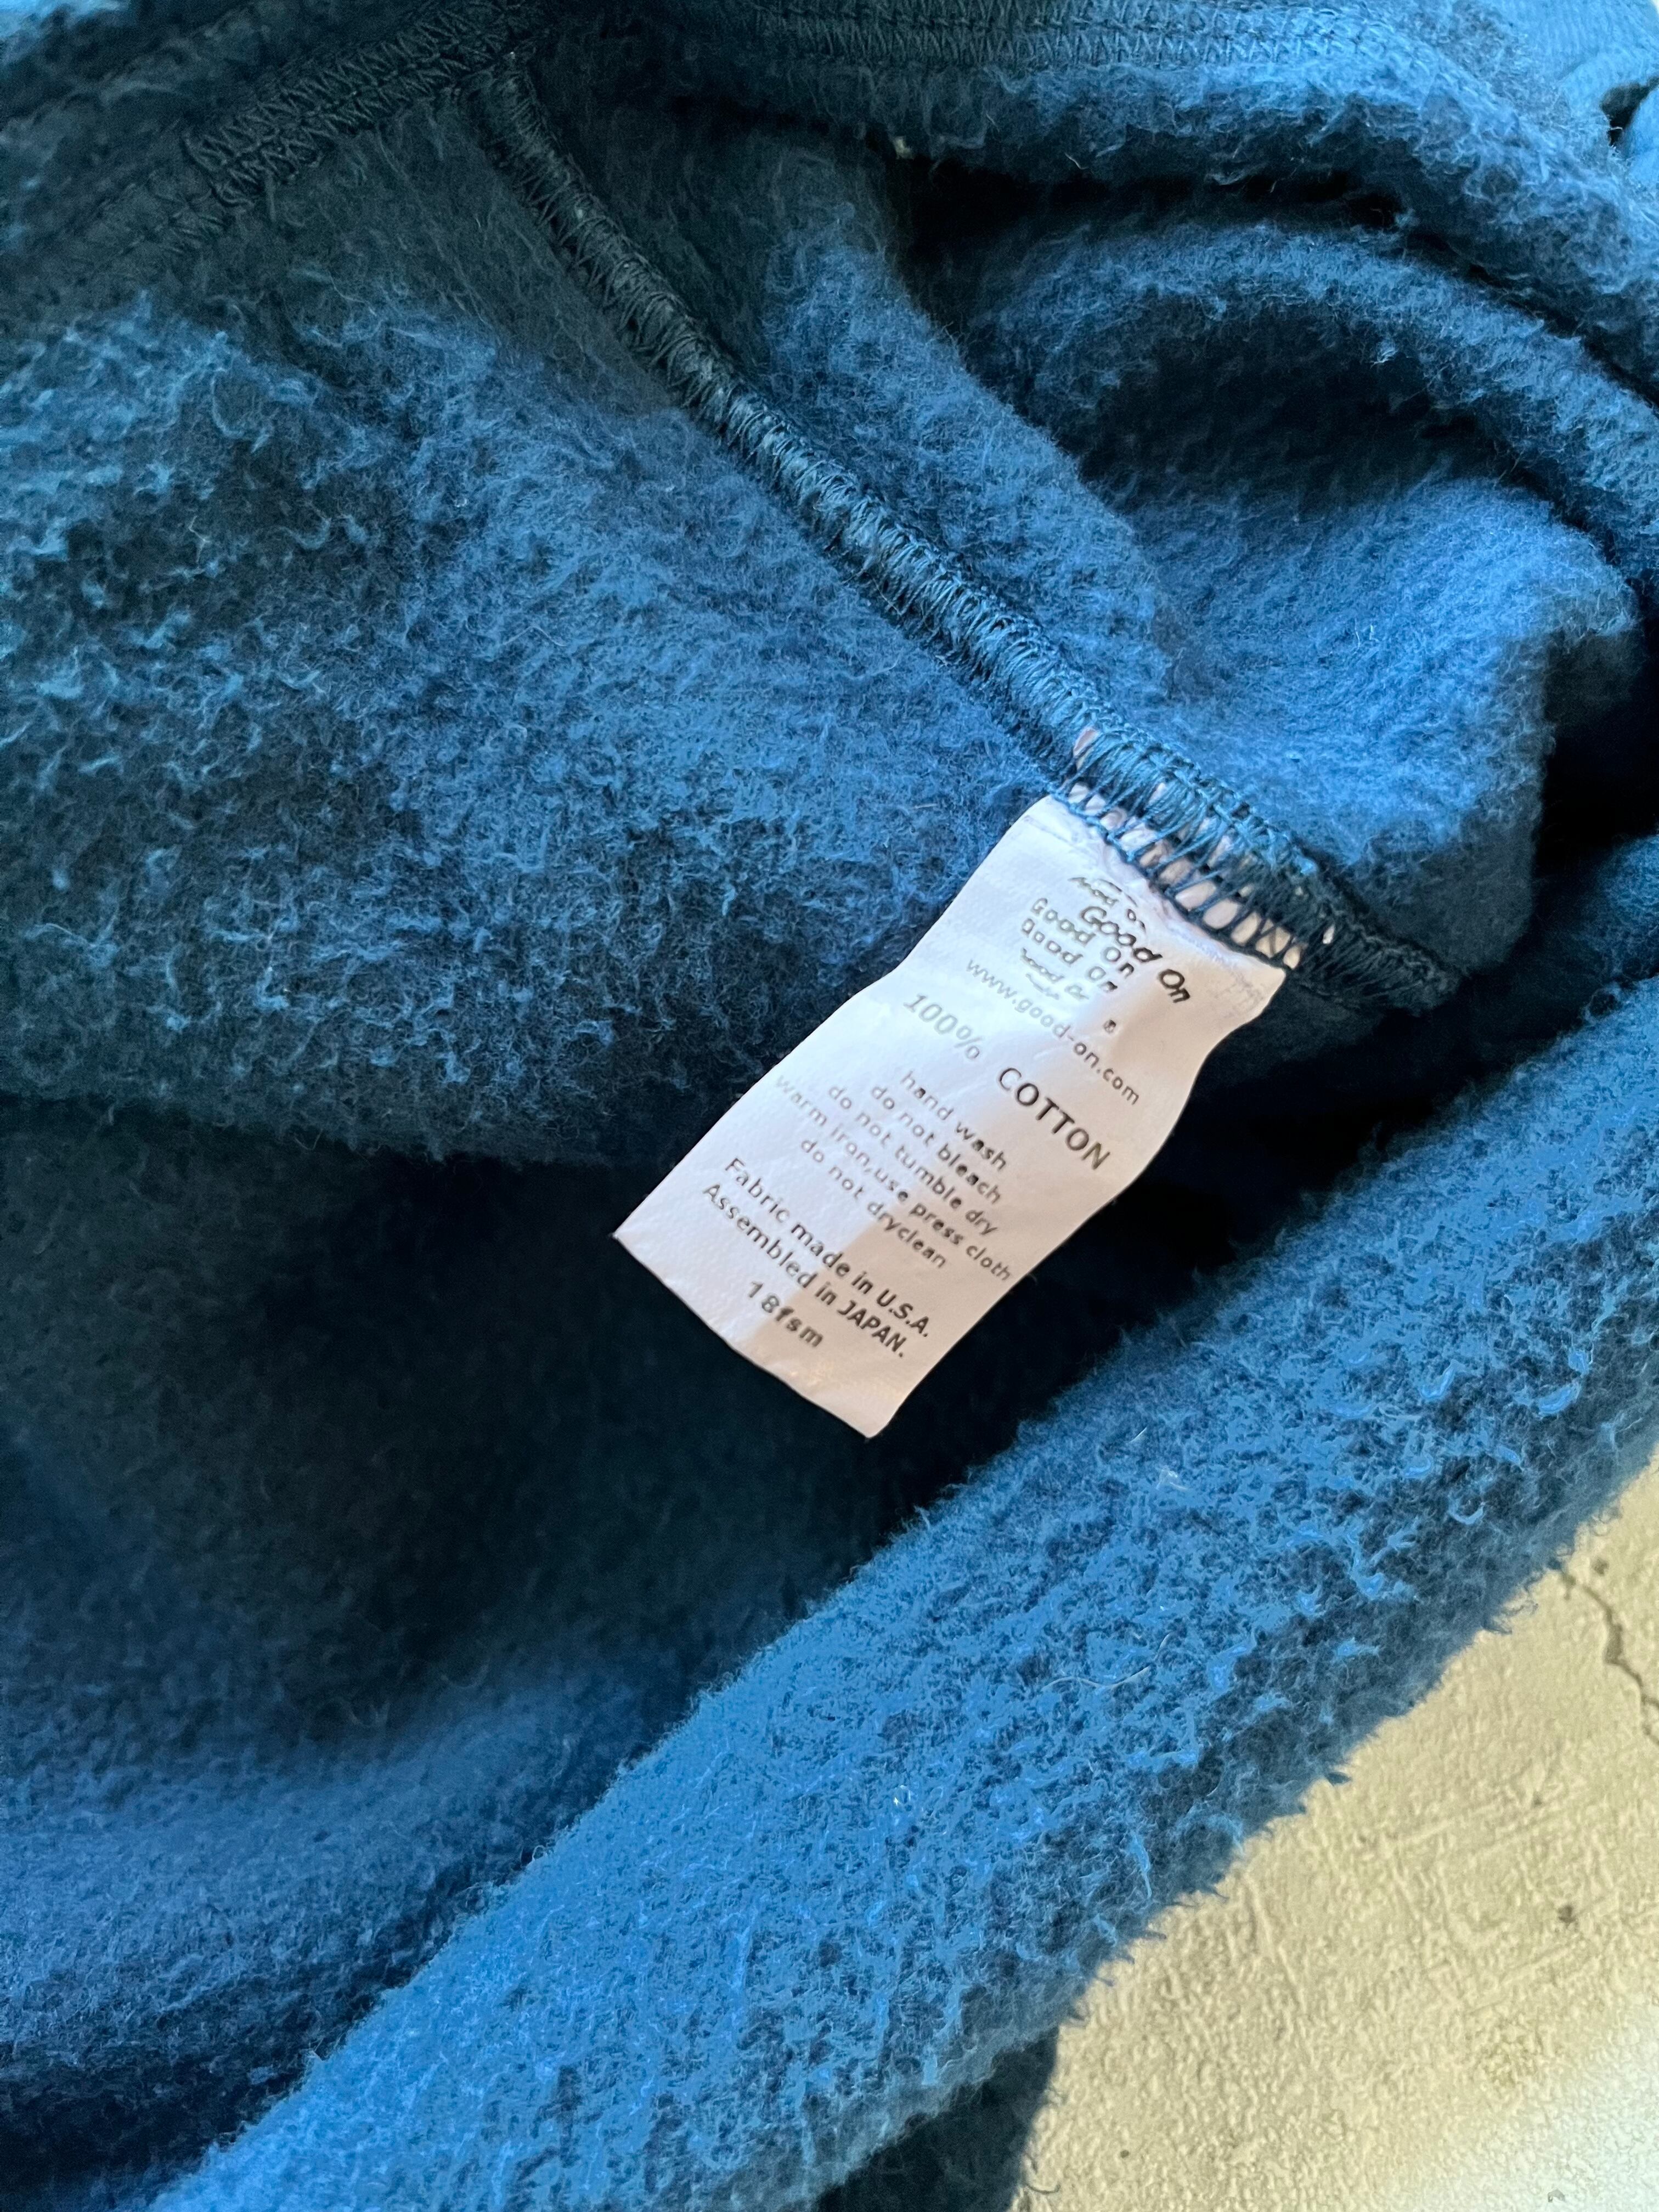 Good On
Good On
Good On
www.good-on.com
100% COTTON
hand wash
do not bleach
do not tumble dry
warm iron,use press cloth
do not dryclean
Fabric made in U.S.A.
Assembled in JAPAN.
18fsm